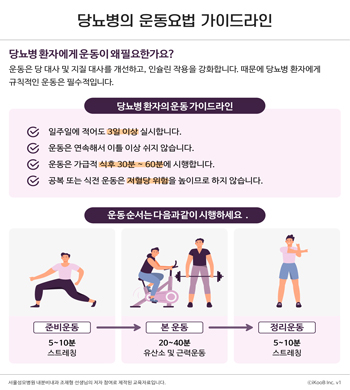 당뇨병의 운동요법 가이드라인
당뇨병 환자에게 운동이 왜 필요한가요?
운동은 당 대사 및 지질 대사를 개선하고, 인슐린 작용을 강화합니다. 때문에 당뇨병 환자에게
규칙적인 운동은 필수적입니다.
당뇨병 환자의 운동 가이드라인
일주일에 적어도 3일 이상 실시합니다.
운동은 연속해서 이틀 이상 쉬지 않습니다.
운동은 가급적 식후 30분 ~ 60분에 시행합니다.
공복 또는 식전 운동은 저혈당 위험을 높이므로 하지 않습니다.
운동 순서는 다음과 같이 시행하세요 .
준비운동
본 운동
정리운동
5~10분
20~40분
5~10분
스트레칭
유산소 및 근력운동
스트레칭
서울성모병원 내분비내과 조재형 선생님의 저자 참여로 제작된 교육자료입니다.
ⓒiKooB Inc. v1